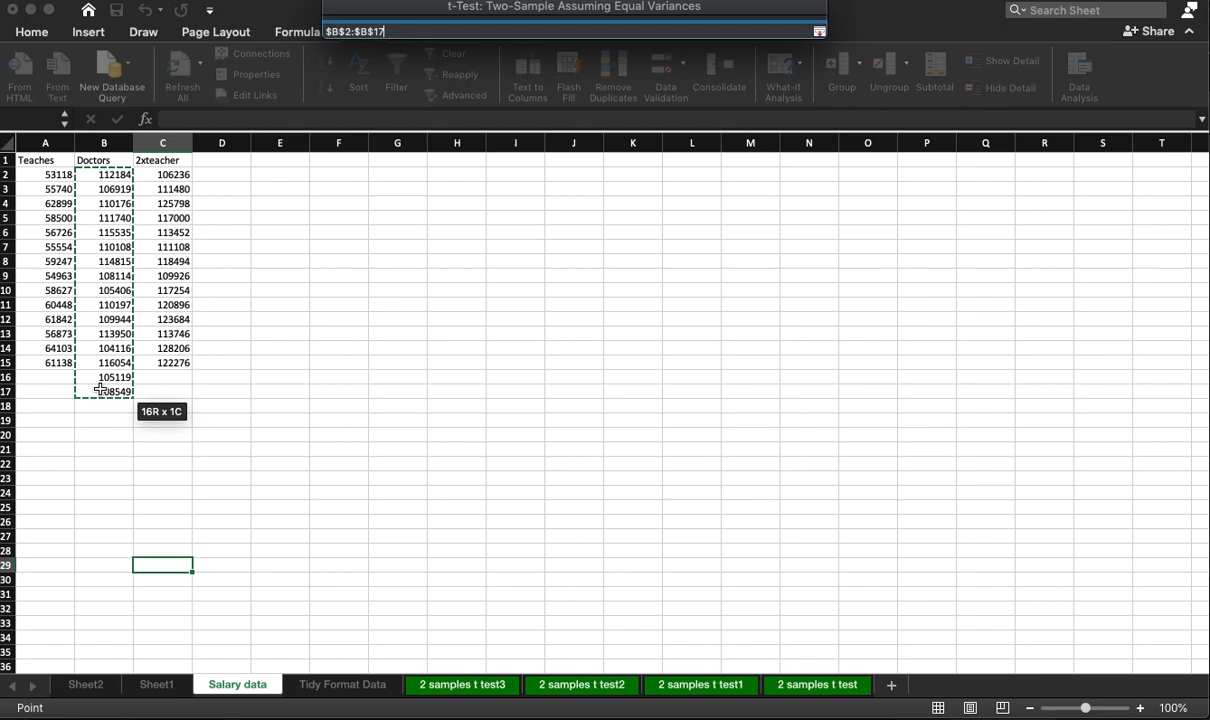 t-Test: Two-Sample Assuming Equal Variances
$B$2:$B$17
Search Sheet
Home Insert Draw Page Layout Formula
Share
From HTML
From Text
New Database Query
Refresh All
Connections
Properties
Edit Links
Sort
Filter
Clear
Reapply
Advanced
Text to Columns
Flash Fill
Remove Duplicates
Data Validation
Consolidate
What-if Analysis
Group
Ungroup
Subtotal
Show Detail
Hide Detail
Data Analysis
fx
A B C D E F G H I J K L M N O P Q R S T
1 Teaches Doctors 2xteacher
2 53118 112184 106236
3 55740 106919 111480
4 62899 110176 125798
5 58500 111740 117000
6 56726 115535 113452
7 55554 110108 111108
8 59247 114815 118494
9 54963 108114 109926
10 58627 105406 117254
11 60448 110197 120896
12 61842 109944 123684
13 56873 113950 113746
14 64103 104116 128206
15 61138 116054 122276
16 105119
17 08549
18 16R x 1C
19
20
21
22
23
24
25
26
27
28
29
30
31
32
33
34
35
36
Sheet2 Sheet1 Salary data Tidy Format Data 2 samples t test3 2 samples t test2 2 samples t test1 2 samples t test
Point 100%